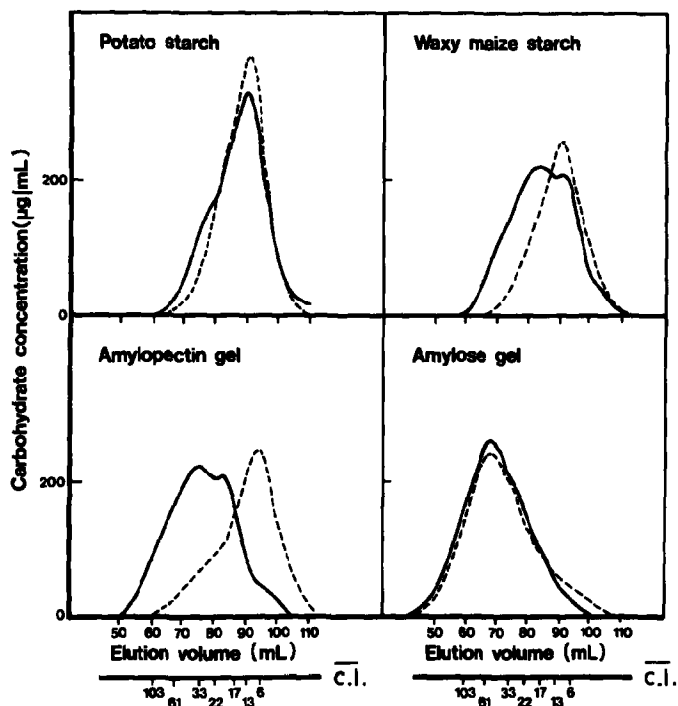 Potato starch
Waxy maize starch
Carbohydrate concentration(µg|mL)
200
0
Amylopectin gel
Amylose gel
200
0
50 60 70 80 90 100 110
50 60 70 80 90 100 110
Elution volume (mL)
Elution volume (mL)
C.l.
C.l.
103 61 33 22 17 13 6
103 66 33 22 17 13 6